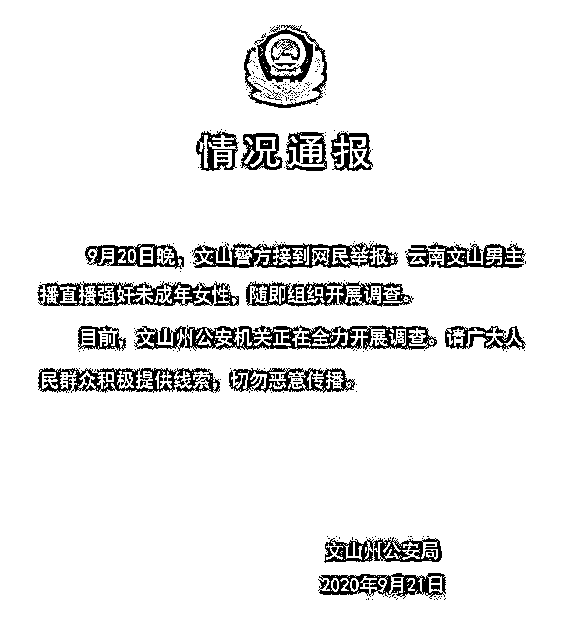 情况通报
9月20日晚，文山警方接到网民举报：云南文山男主
播直播强奸未成年女性，随即组织开展调查。
目前，文山州公安机关正在全力开展调查。请广大人
民群众积极提供线索，切勿恶意传播。
文山州公安局
2020年9月21日